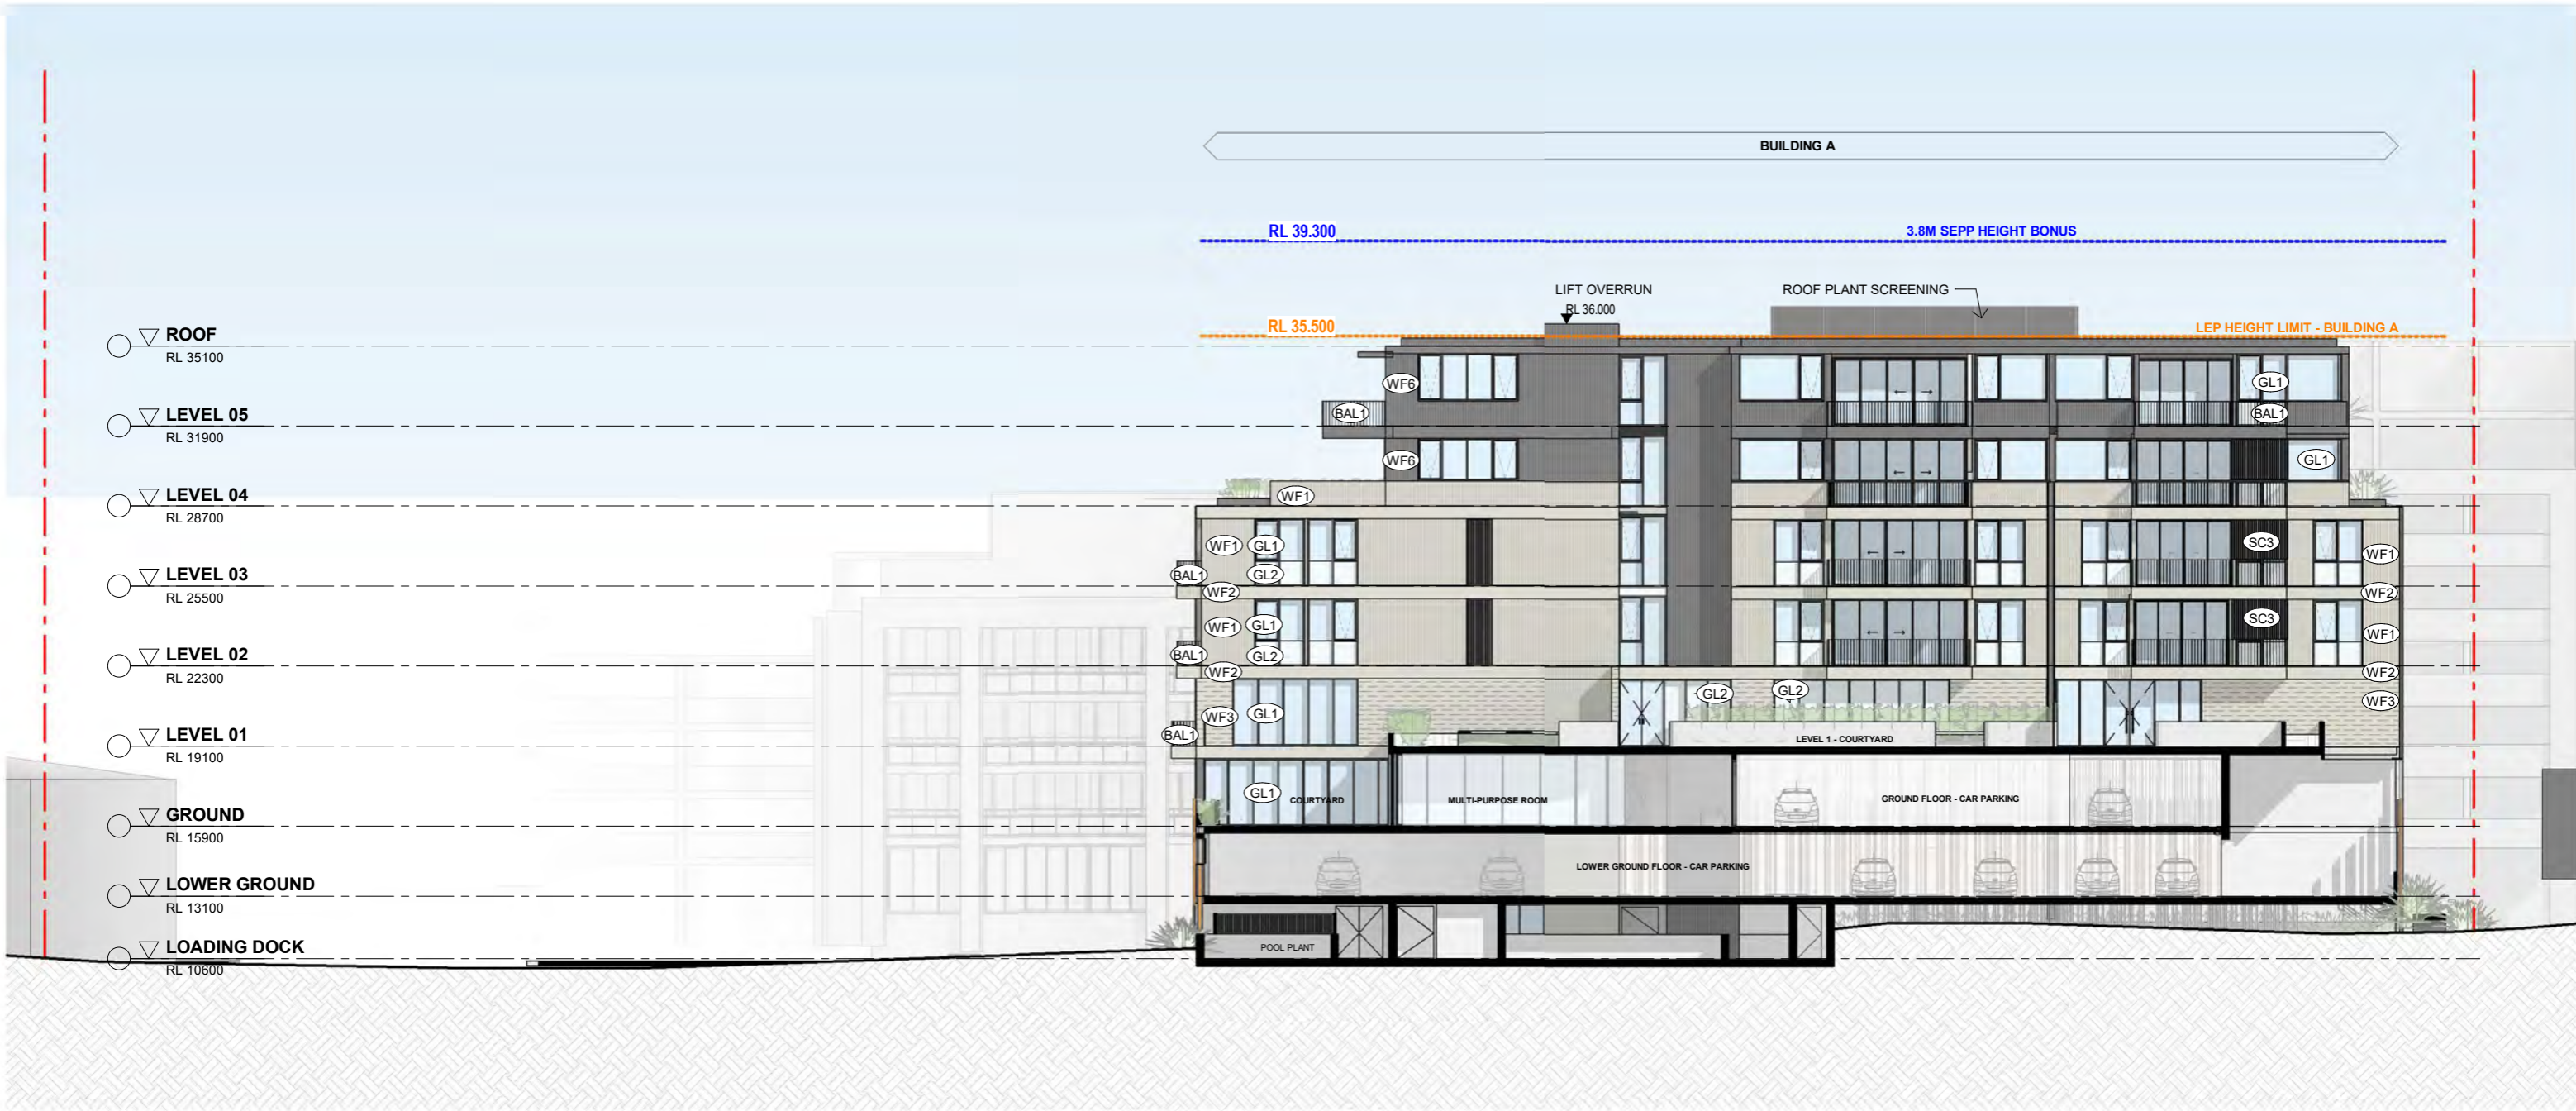 BUILDING A
RL 39.300
3.8M SEPP HEIGHT BONUS
LIFT OVERRUN
RL 36.000
ROOF PLANT SCREENING
RL 35.500
LEP HEIGHT LIMIT - BUILDING A
ROOF
RL 35100
WF6
GL1
BAL1
BAL1
LEVEL 05
RL 31900
WF6
GL1
LEVEL 04
RL 28700
WF1
WF1
GL1
SC3
WF1
LEVEL 03
RL 25500
BAL1
GL2
WF2
WF2
WF1
GL1
SC3
WF1
LEVEL 02
RL 22300
BAL1
GL2
WF2
WF2
GL2
GL2
WF3
WF3
GL1
LEVEL 01
RL 19100
BAL1
LEVEL 1 - COURTYARD
GL1
COURTYARD
MULTI-PURPOSE ROOM
GROUND FLOOR - CAR PARKING
GROUND
RL 15900
LOWER GROUND FLOOR - CAR PARKING
LOWER GROUND
RL 13100
LOADING DOCK
RL 10600
POOL PLANT